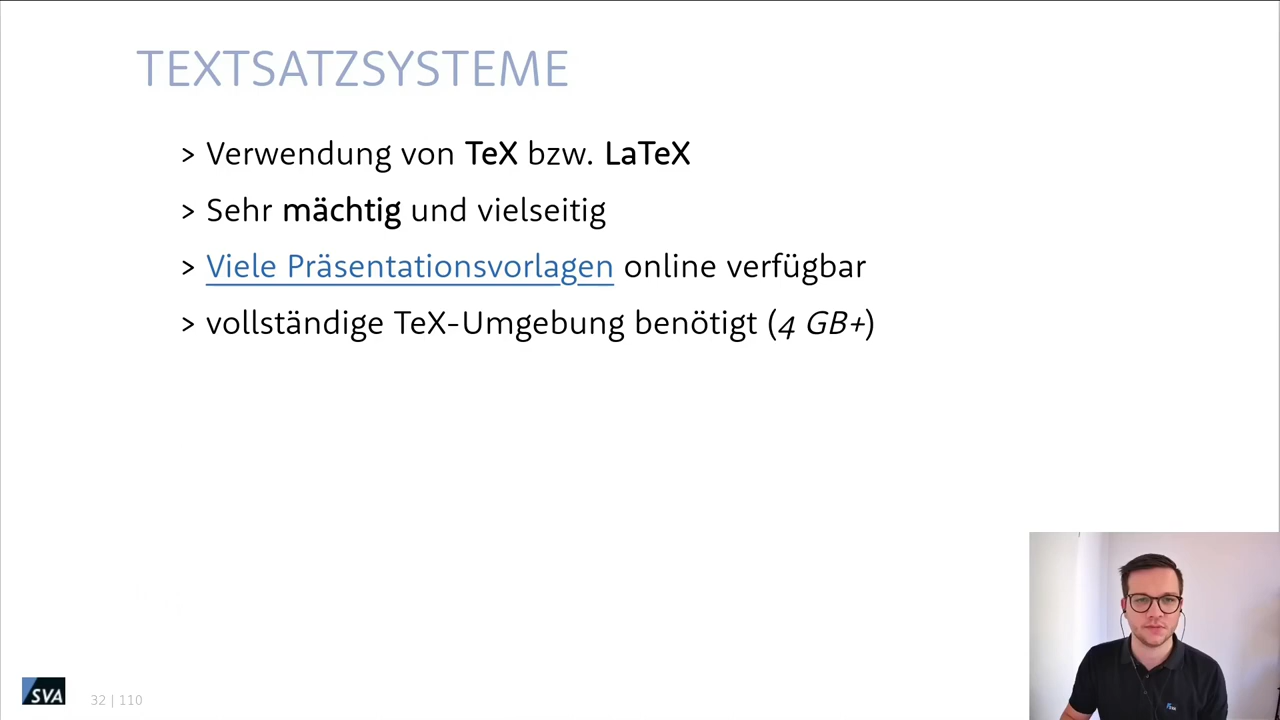 TEXTSATZSYSTEME
> Verwendung von TeX bzw. LaTeX
> Sehr mächtig und vielseitig
> Viele Präsentationsvorlagen online verfügbar
> vollständige TeX-Umgebung benötigt (4 GB+)
SVA
32 | 110